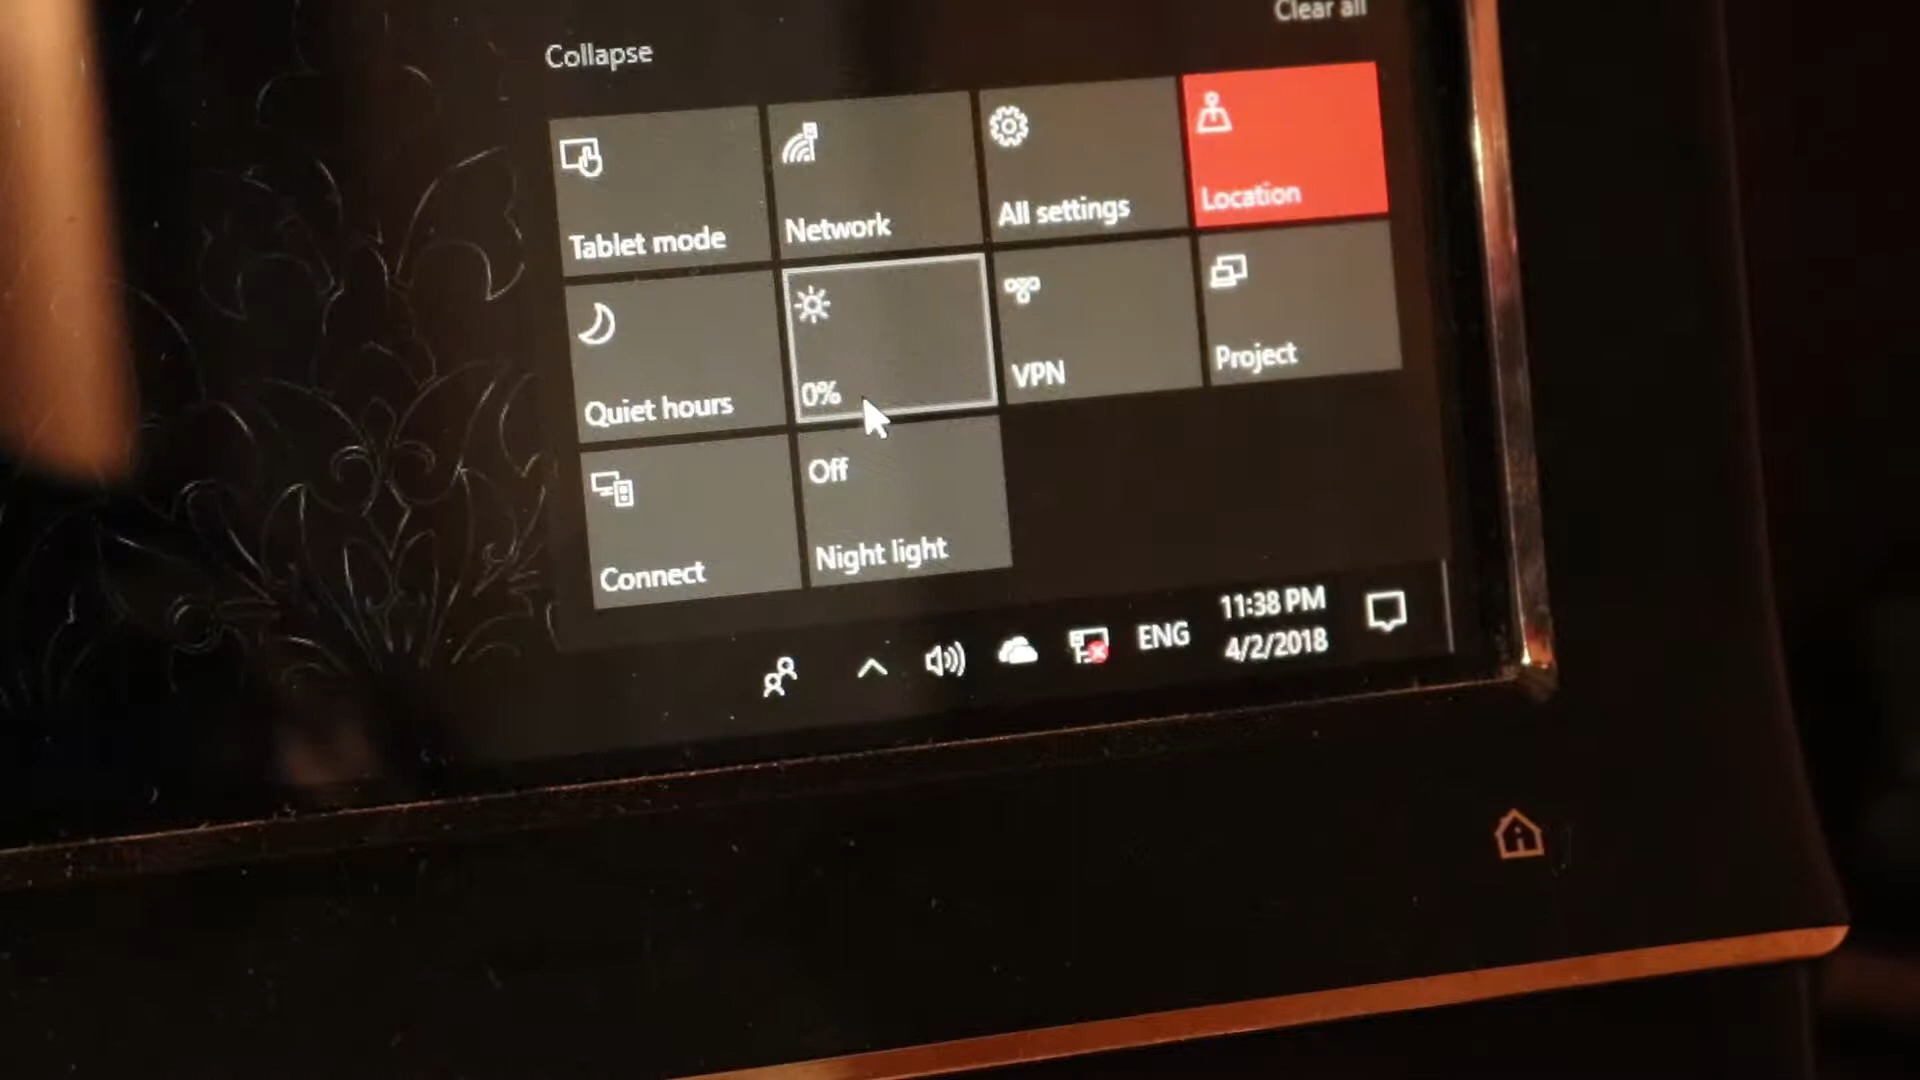 Clear all
Collapse
Tablet mode
Network
All settings
Location
Quiet hours
0%
VPN
Project
Connect
Off
Night light
ENG
11:38 PM
4/2/2018